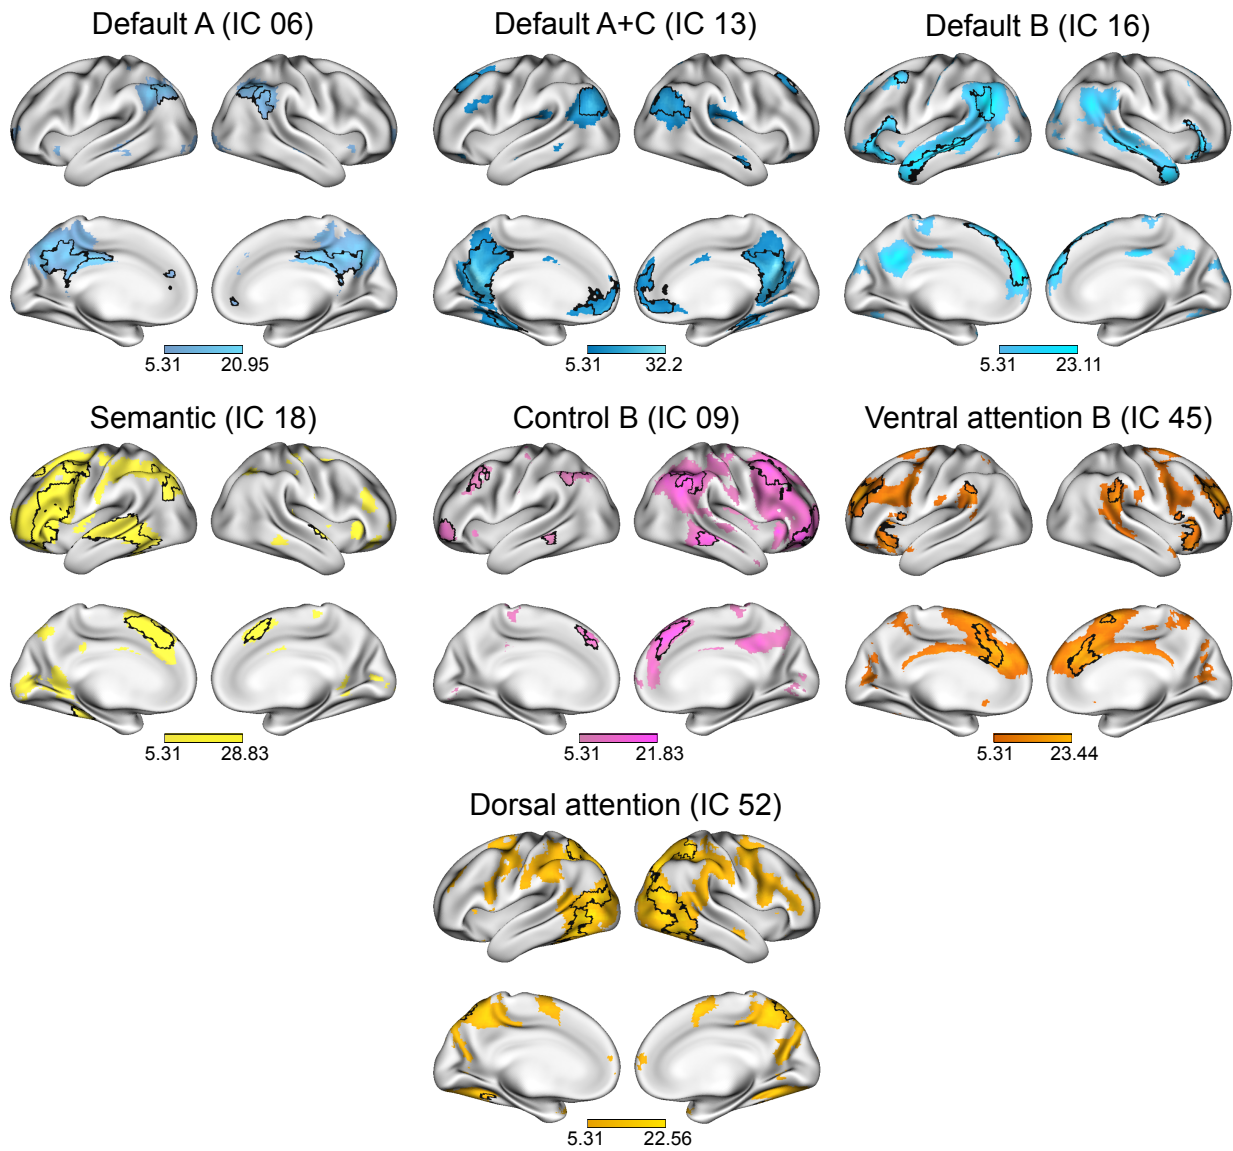 Default A (IC 06)
Default A+C (IC 13)
Default B (IC 16)
5.31 20.95
5.31 32.2
5.31 23.11
Semantic (IC 18)
Control B (IC 09)
Ventral attention B (IC 45)
5.31 28.83
5.31 21.83
5.31 23.44
Dorsal attention (IC 52)
5.31 22.56